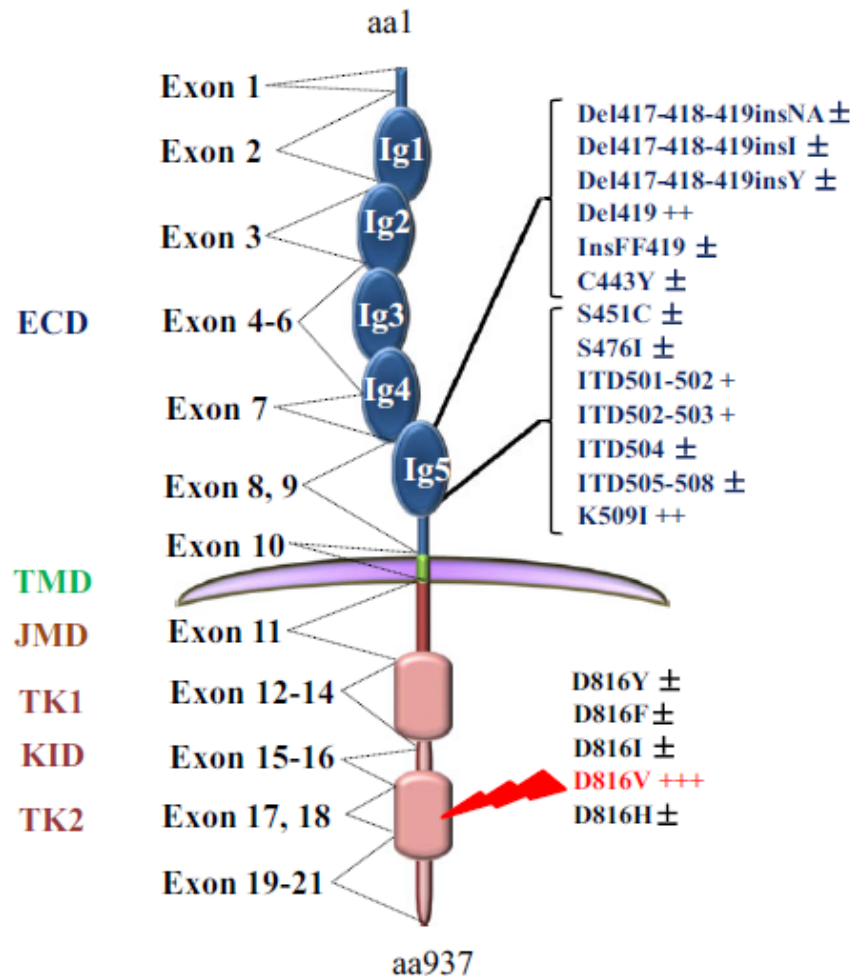 aa1
Exon 1
Exon 2
Exon 3
Exon 4-6
Exon 7
Exon 8, 9
Exon 10
Exon 11
Exon 12-14
Exon 15-16
Exon 17, 18
Exon 19-21
ECD
TMD
JMD
TK1
KID
TK2
Ig1
Ig2
Ig3
Ig4
Ig5
Del417-418-419insNA ±
Del417-418-419insI ±
Del417-418-419insY ±
Del419 ++
InsFF419 ±
C443Y ±
S451C ±
S476I ±
ITD501-502 +
ITD502-503 +
ITD504 ±
ITD505-508 ±
K509I ++
D816Y ±
D816F ±
D816I ±
D816V +++
D816H ±
aa937